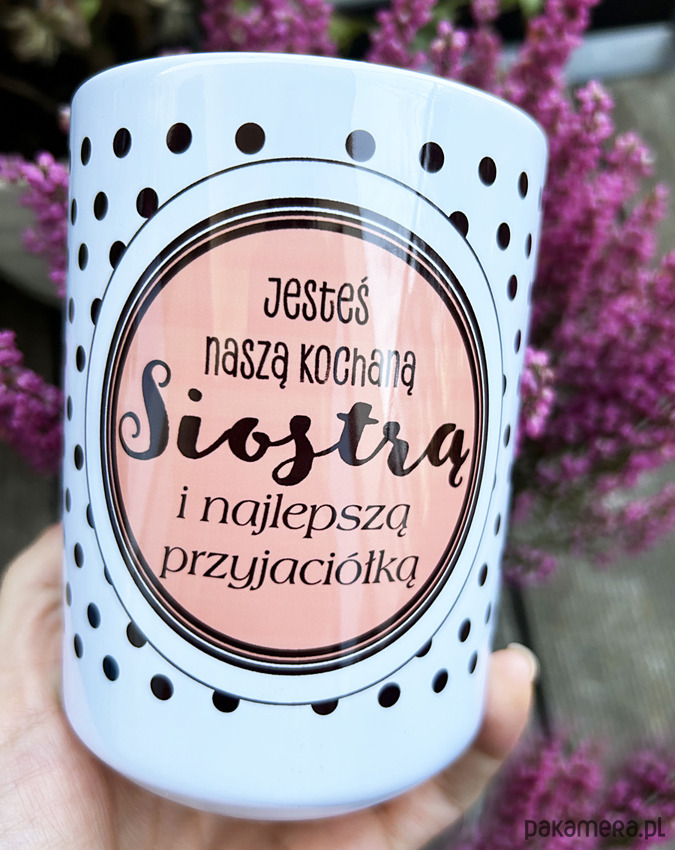 Jesteś
naszą kochaną
Siostrą
i najlepszą
przyjaciółką
pakamera.pl